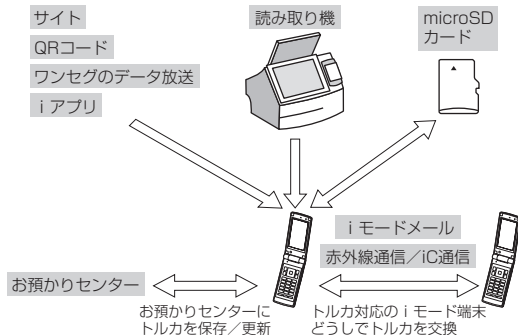 サイト
読み取り機
microSD
カード
QRコード
ワンセグのデータ放送
iアプリ
iモードメール
赤外線通信/iC通信
お預かりセンター
お預かりセンターに
トルカを保存/更新
トルカ対応のiモード端末
どうしでトルカを交換